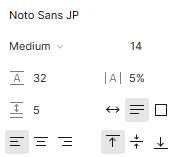 Noto Sans JP
Medium 14
A 32 |A| 5%
5